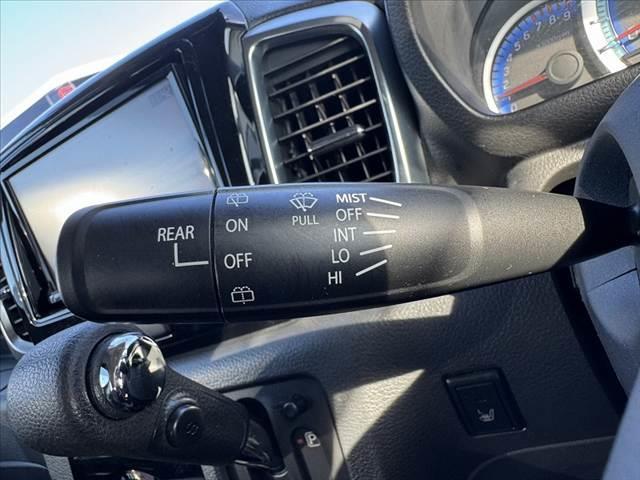 MIST
OFF
INT
LO
HI
PULL
ON
OFF
REAR
P